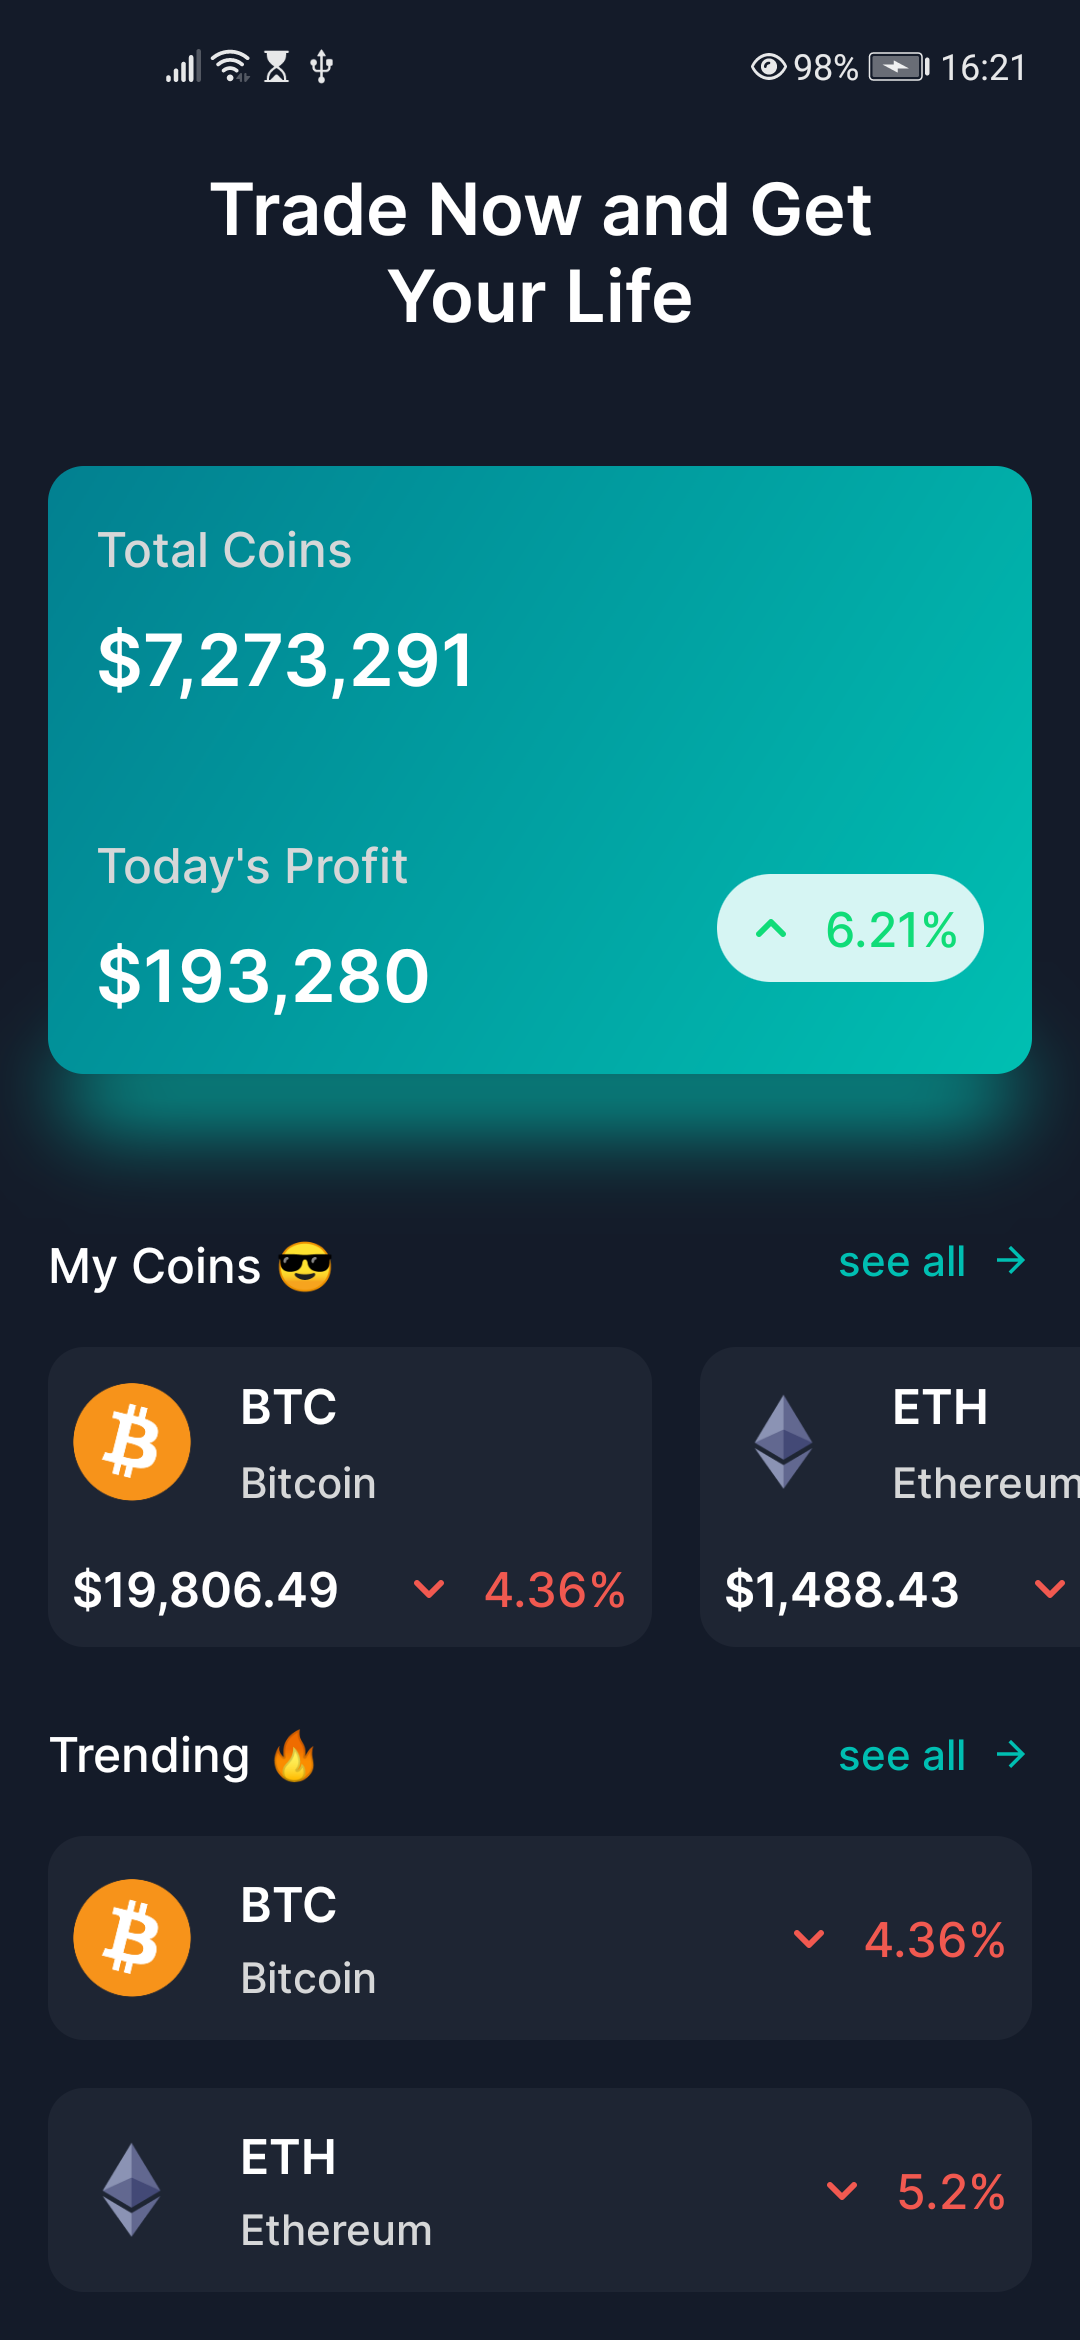 98% 16:21
Trade Now and Get
Your Life
Total Coins
$7,273,291
Today's Profit
$193,280
6.21%
My Coins 😎
see all →
BTC
Bitcoin
$19,806.49
4.36%
ETH
Ethereum
$1,488.43
Trending 🔥
see all →
BTC
Bitcoin
4.36%
ETH
Ethereum
5.2%